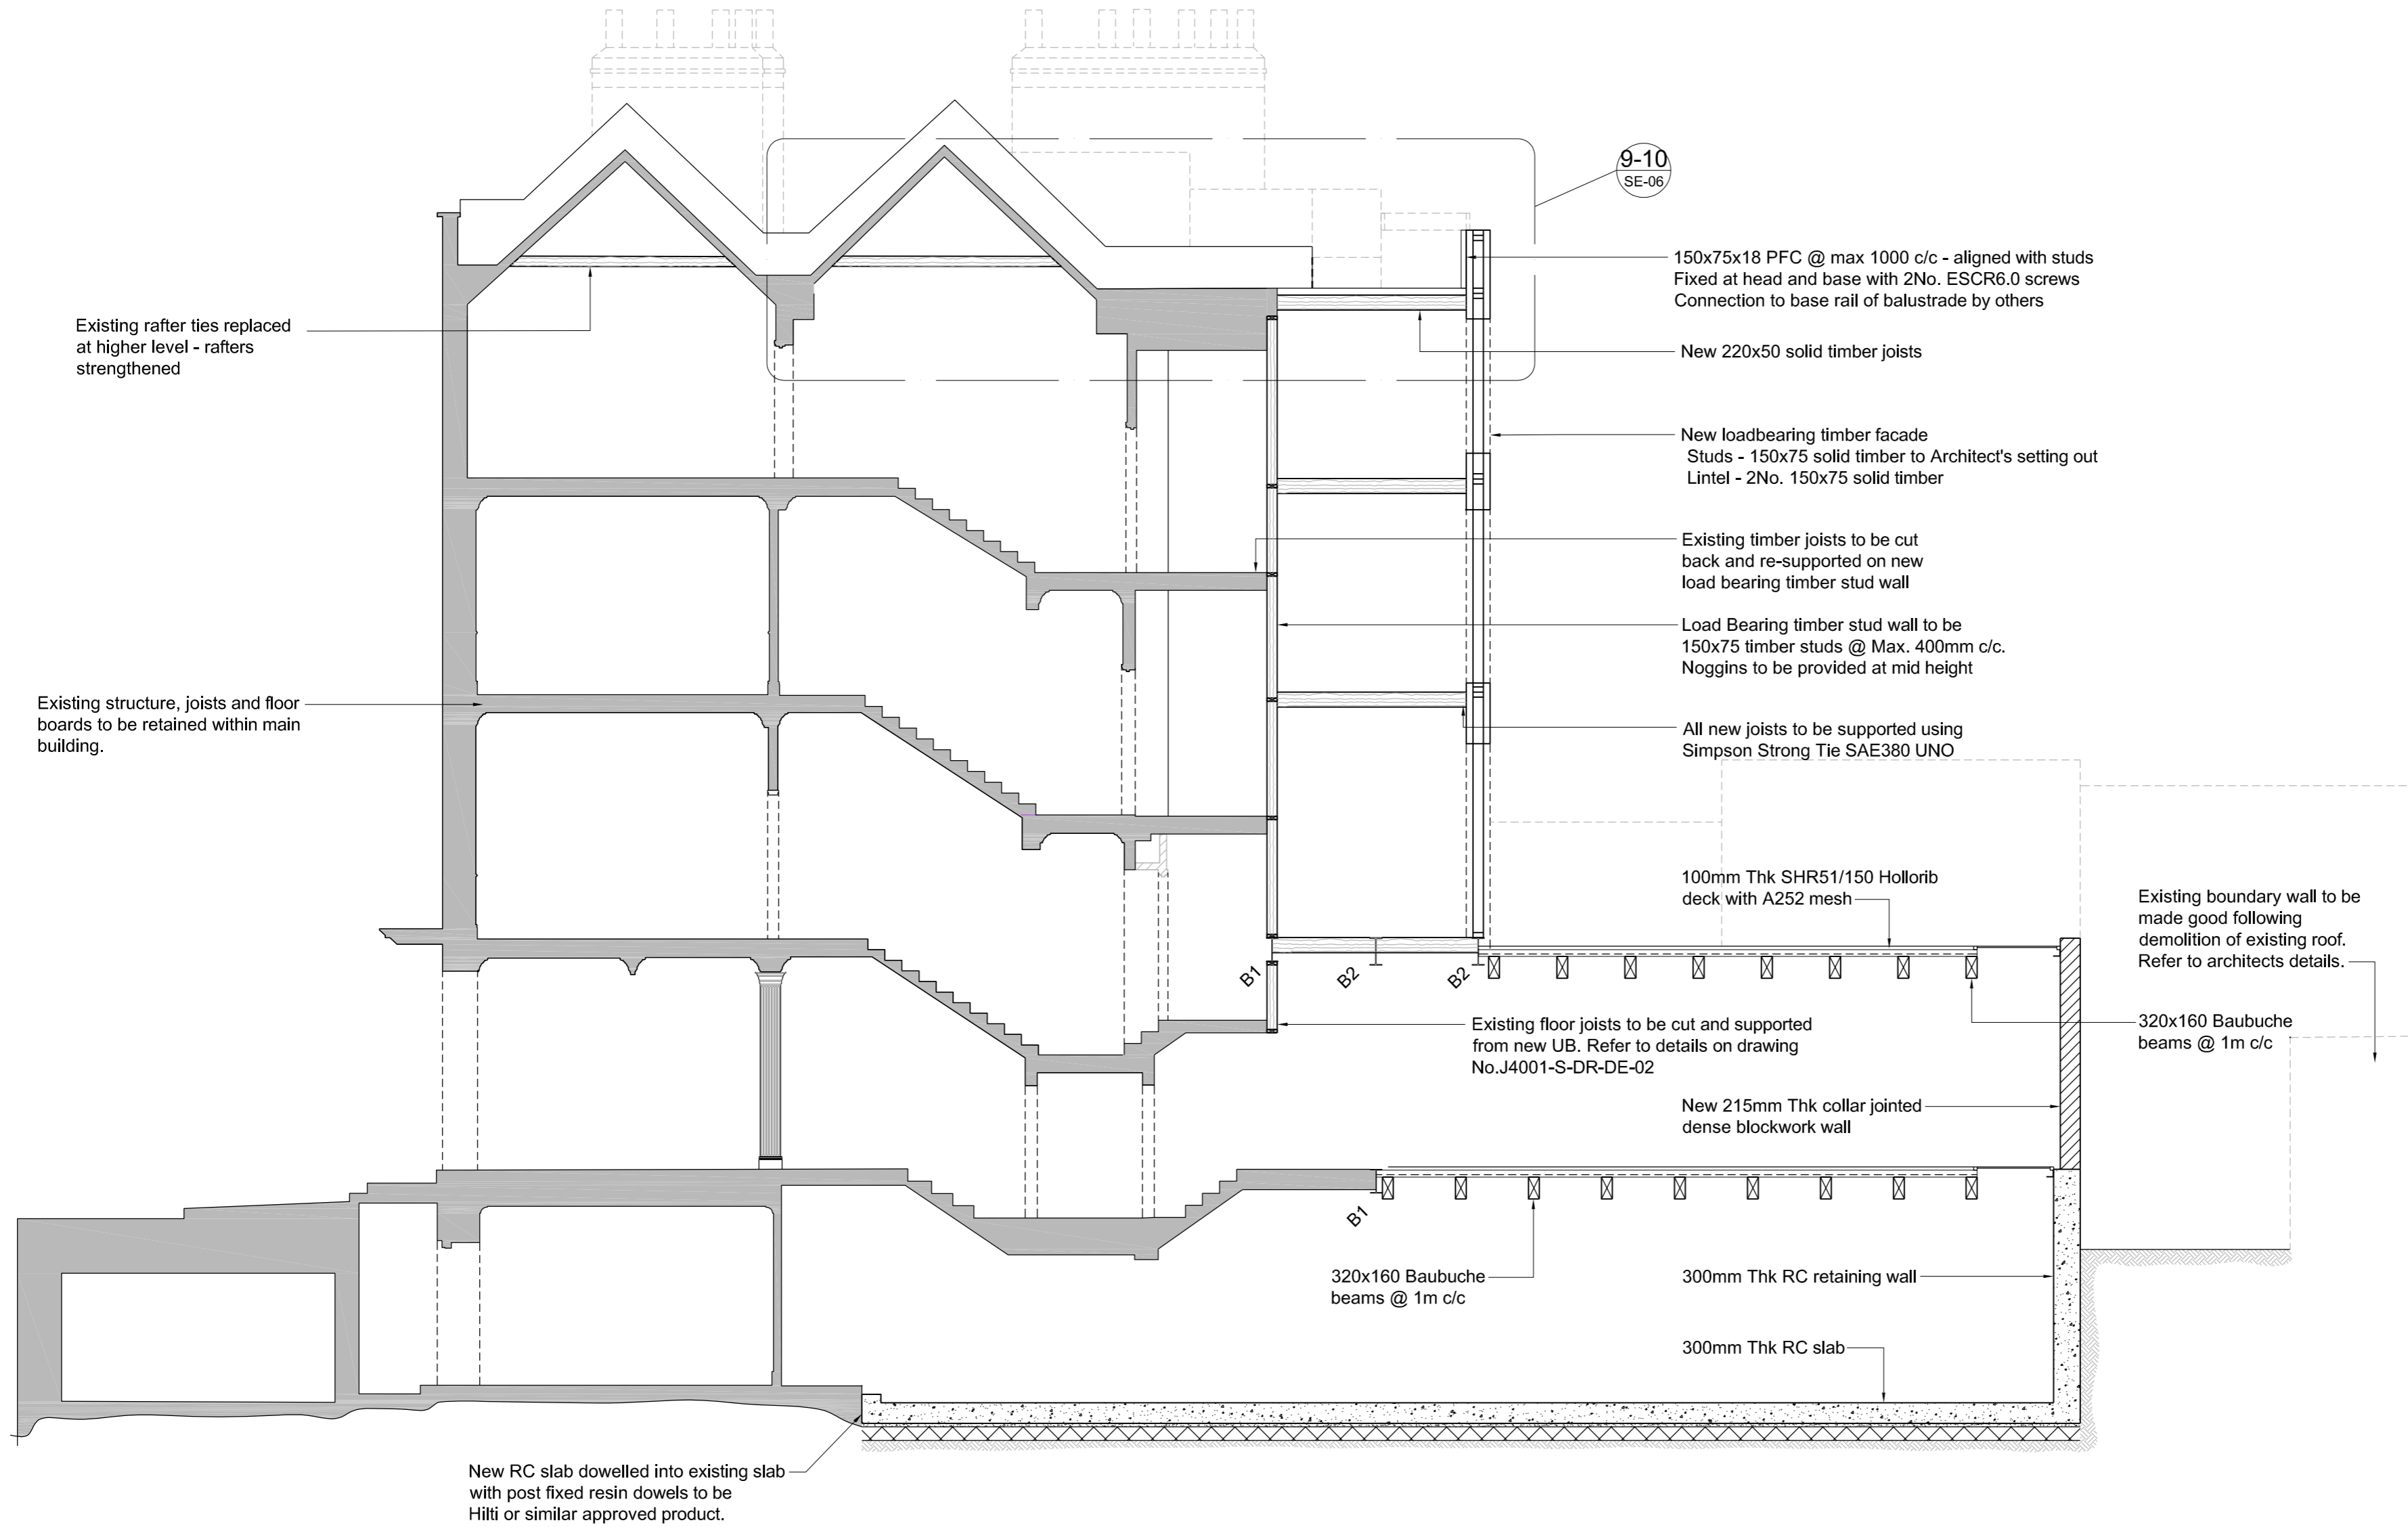 9-10
SE-06
150x75x18 PFC @ max 1000 c/c - aligned with studs
Fixed at head and base with 2No. ESCR6.0 screws
Connection to base rail of balustrade by others
Existing rafter ties replaced
at higher level - rafters
strengthened
New 220x50 solid timber joists
New loadbearing timber facade
Studs - 150x75 solid timber to Architect's setting out
Lintel - 2No. 150x75 solid timber
Existing timber joists to be cut
back and re-supported on new
load bearing timber stud wall
Load Bearing timber stud wall to be
150x75 timber studs @ Max. 400mm c/c.
Noggins to be provided at mid height
Existing structure, joists and floor
boards to be retained within main
building.
All new joists to be supported using
Simpson Strong Tie SAE380 UNO
100mm Thk SHR51/150 Hollorib
deck with A252 mesh
Existing boundary wall to be
made good following
demolition of existing roof.
Refer to architects details.
B1
B2
B2
Existing floor joists to be cut and supported
from new UB. Refer to details on drawing
No.J4001-S-DR-DE-02
320x160 Baubuche
beams @ 1m c/c
New 215mm Thk collar jointed
dense blockwork wall
B1
320x160 Baubuche
beams @ 1m c/c
300mm Thk RC retaining wall
300mm Thk RC slab
New RC slab dowelled into existing slab
with post fixed resin dowels to be
Hilti or similar approved product.